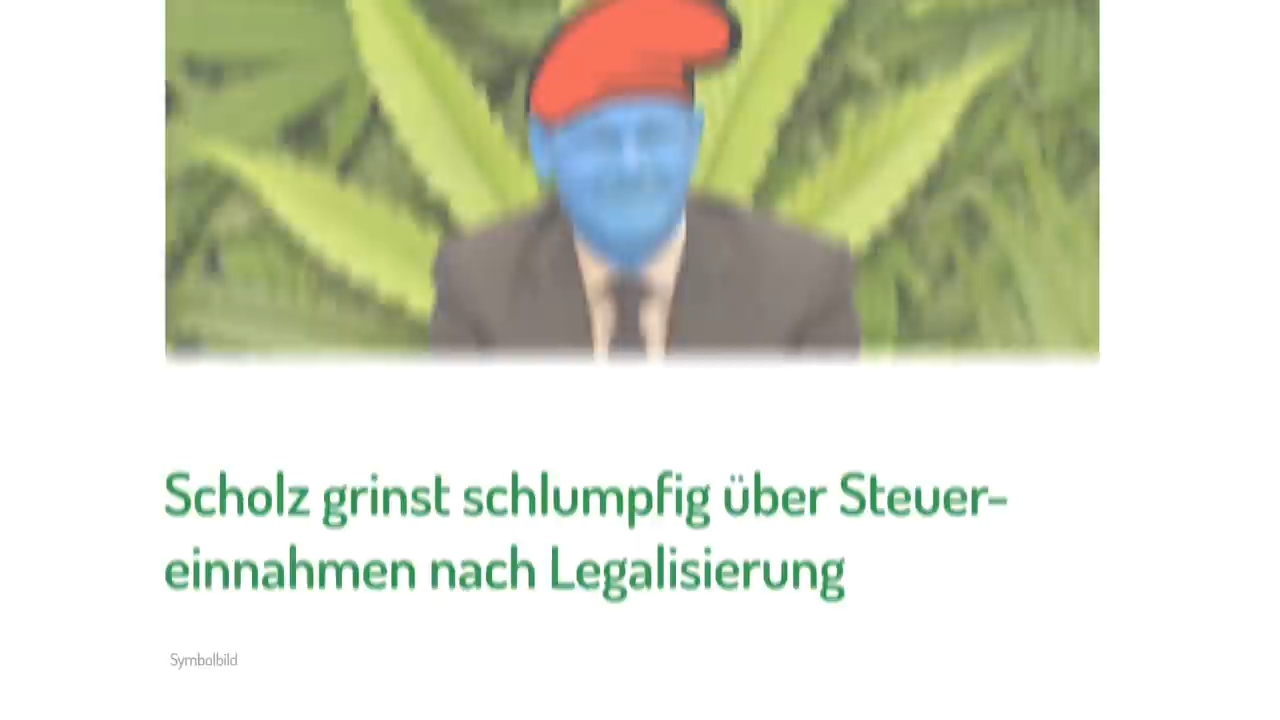 Scholz grinst schlumpfig über Steuer-
einnahmen nach Legalisierung
Symbolbild